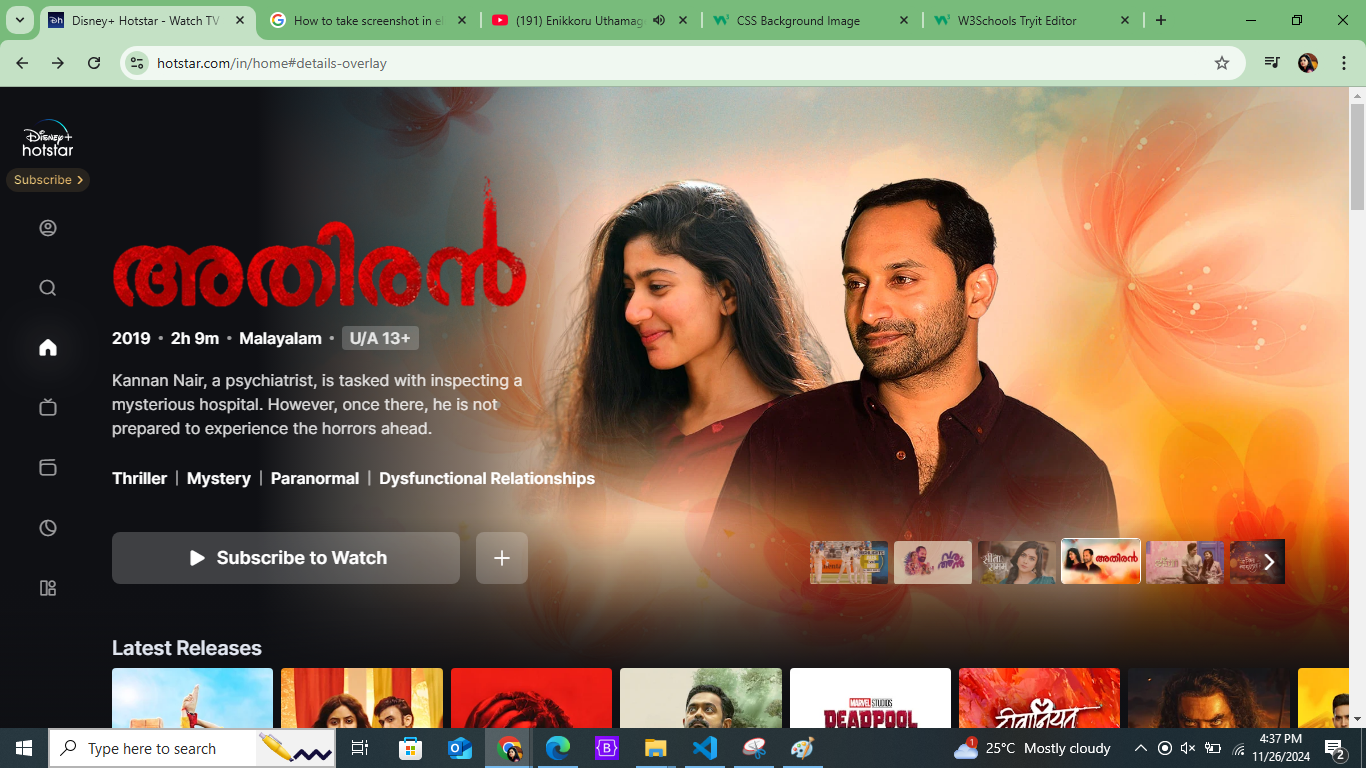 Disney+ Hotstar - Watch TV
How to take screenshot in el
(191) Enikkoru Uthamag
CSS Background Image
W3Schools Tryit Editor
hotstar.com/in/home#details-overlay
Disney+
hotstar
Subscribe
അതിരൻ
2019 • 2h 9m • Malayalam • U/A 13+
Kannan Nair, a psychiatrist, is tasked with inspecting a
mysterious hospital. However, once there, he is not
prepared to experience the horrors ahead.
Thriller | Mystery | Paranormal | Dysfunctional Relationships
Subscribe to Watch
അതിരൻ
Latest Releases
MARVEL STUDIOS
DEADPOOL
Type here to search
1
25°C Mostly cloudy
4:37 PM
11/26/2024
2